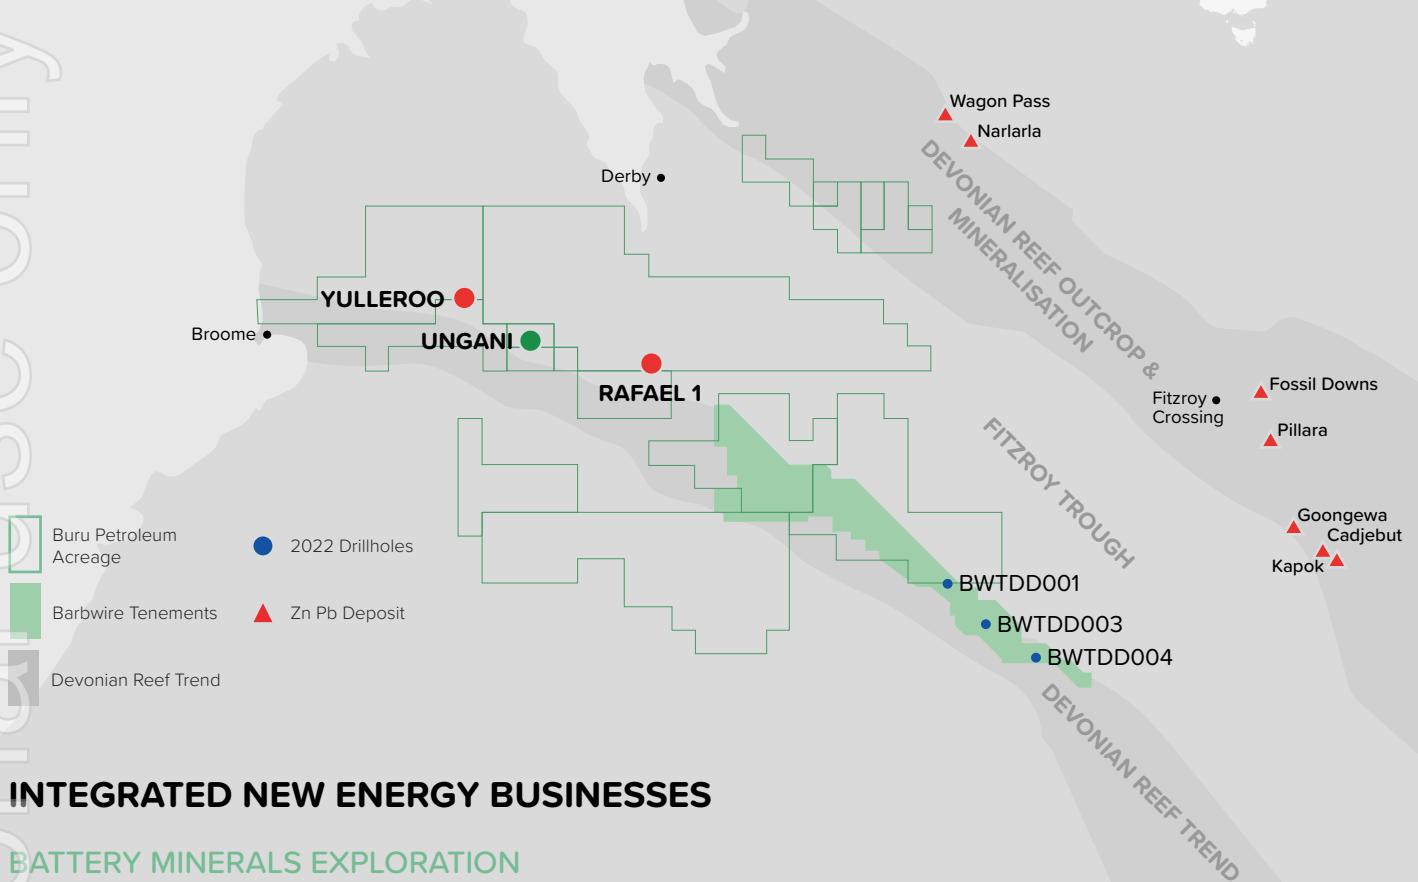 Wagon Pass
Narlarla
DEVONIAN REEF OUTCROP &
MINERALISATION
Derby
YULLEROO
Broome
UNGANI
RAFAEL 1
Fossil Downs
Fitzroy
Crossing
Pillara
FITZROY TROUGH
Goongewa
Cadjebut
Kapok
Buru Petroleum
Acreage
2022 Drillholes
Barbwire Tenements
Zn Pb Deposit
Devonian Reef Trend
BWTDD001
BWTDD003
BWTDD004
DEVONIAN REEF TREND
INTEGRATED NEW ENERGY BUSINESSES
BATTERY MINERALS EXPLORATION